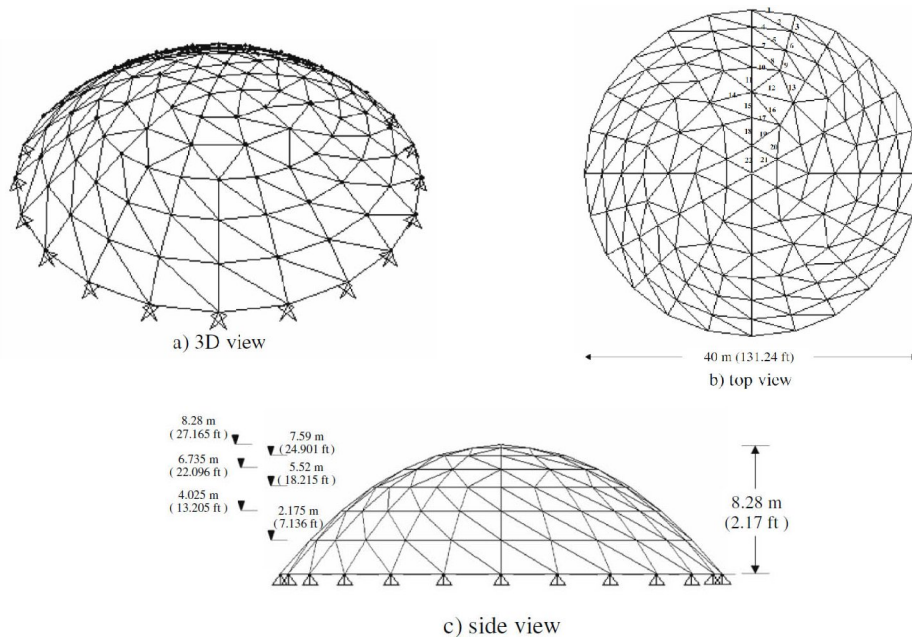 1
2
3
4
5
6
7
8
9
10
11
12
13
14
15
16
17
18
19
20
22
21
a) 3D view
40 m (131.24 ft)
b) top view
8.28 m
( 27.165 ft )
7.59 m
( 24.901 ft )
6.735 m
( 22.096 ft )
5.52 m
( 18.215 ft )
4.025 m
( 13.205 ft )
2.175 m
( 7.136 ft )
8.28 m
(2.17 ft )
c) side view